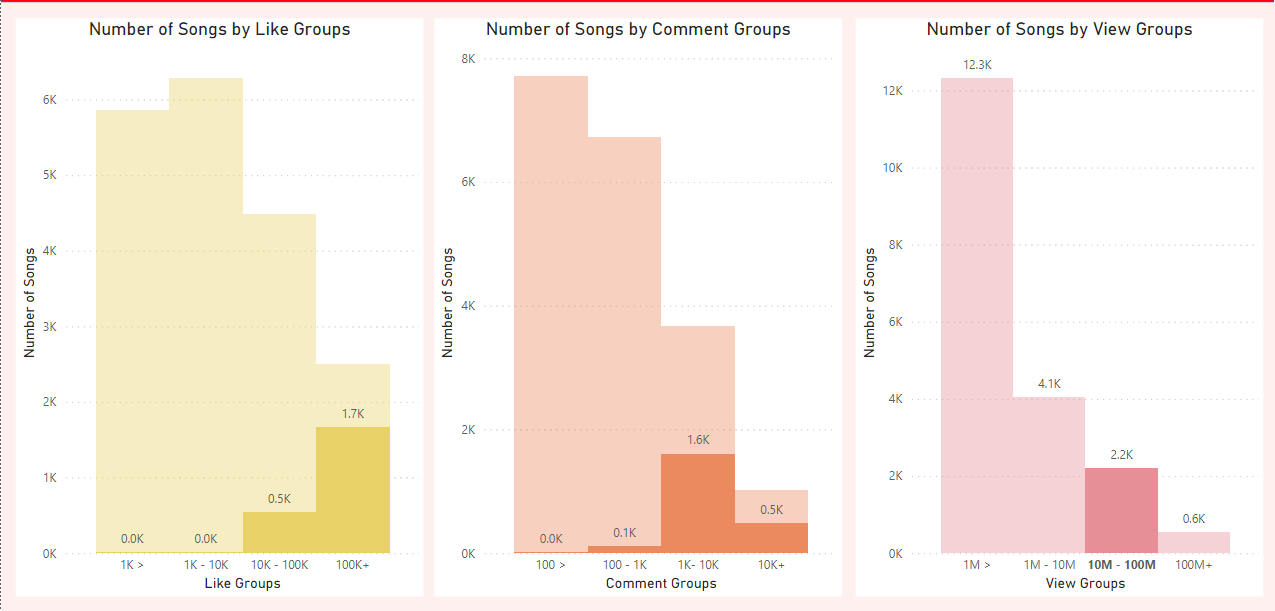 Number of Songs by Like Groups
Number of Songs
6K
5K
4K
3K
2K
1K
0K
0.0K
0.0K
0.5K
1.7K
1K >
1K - 10K
10K - 100K
100K+
Like Groups
Number of Songs by Comment Groups
Number of Songs
8K
6K
4K
2K
0K
0.0K
0.1K
1.6K
0.5K
100 >
100 - 1K
1K- 10K
10K+
Comment Groups
Number of Songs by View Groups
Number of Songs
12K
10K
8K
6K
4K
2K
0K
12.3K
4.1K
2.2K
0.6K
1M >
1M - 10M
10M - 100M
100M+
View Groups